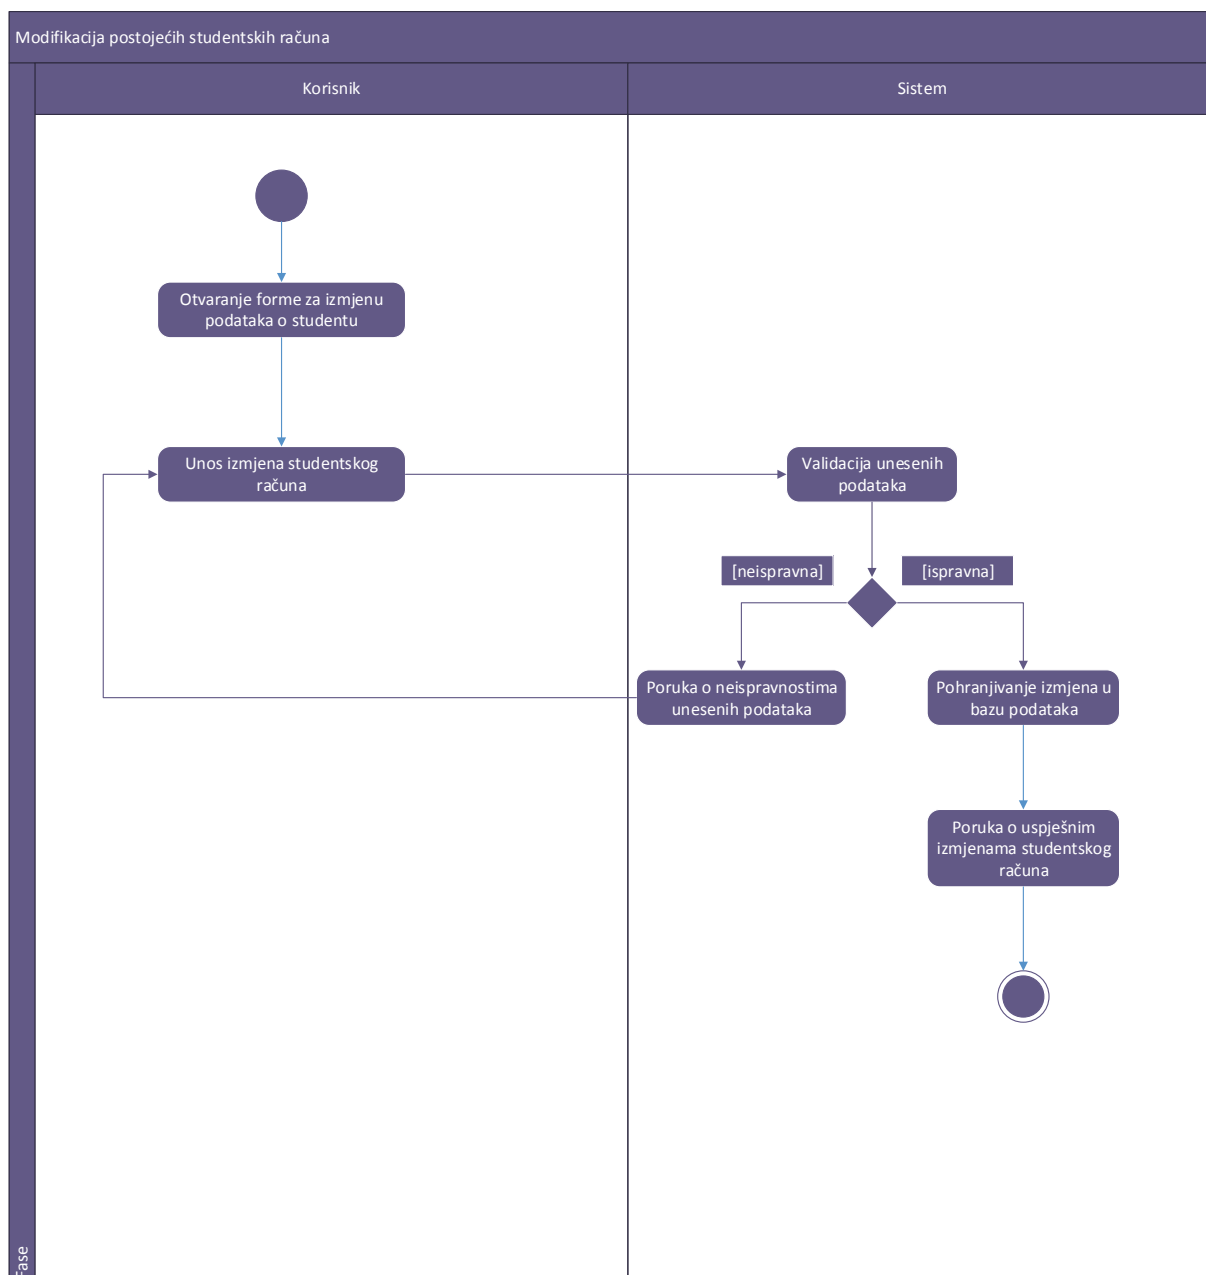 Modifikacija postojećih studentskih računa
Korisnik
Sistem
Otvaranje forme za izmjenu
podataka o studentu
Unos izmjena studentskog
računa
Validacija unesenih
podataka
[neispravna]
[ispravna]
Poruka o neispravnostima
unesenih podataka
Pohranjivanje izmjena u
bazu podataka
Poruka o uspješnim
izmjenama studentskog
računa
Fase